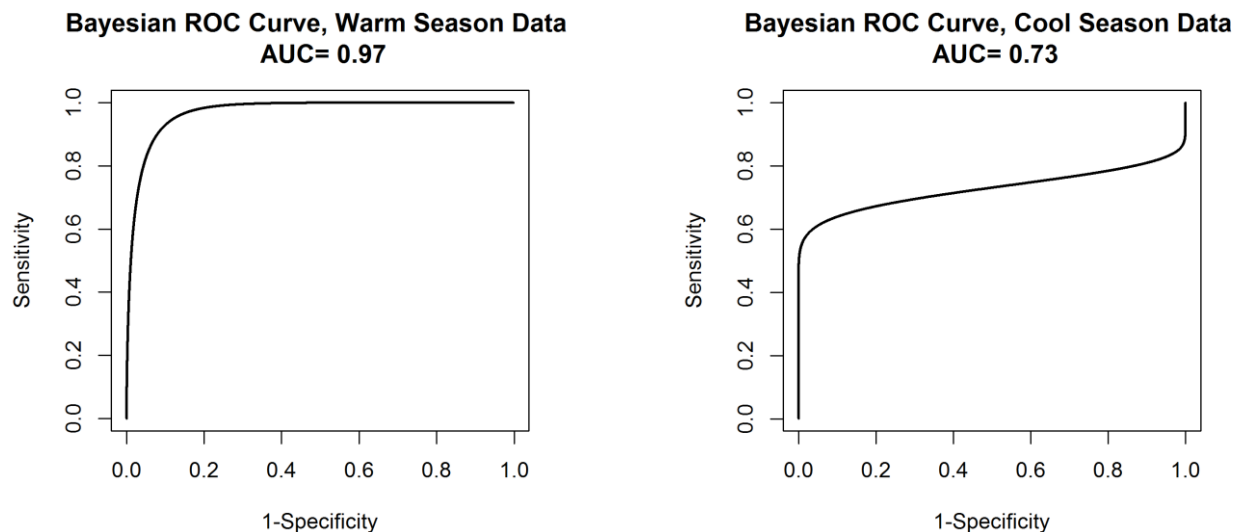 Bayesian ROC Curve, Warm Season Data
AUC= 0.97
1.0
0.8
0.6
0.4
0.2
0.0
Sensitivity
0.0 0.2 0.4 0.6 0.8 1.0
1-Specificity
Bayesian ROC Curve, Cool Season Data
AUC= 0.73
1.0
0.8
0.6
0.4
0.2
0.0
Sensitivity
0.0 0.2 0.4 0.6 0.8 1.0
1-Specificity